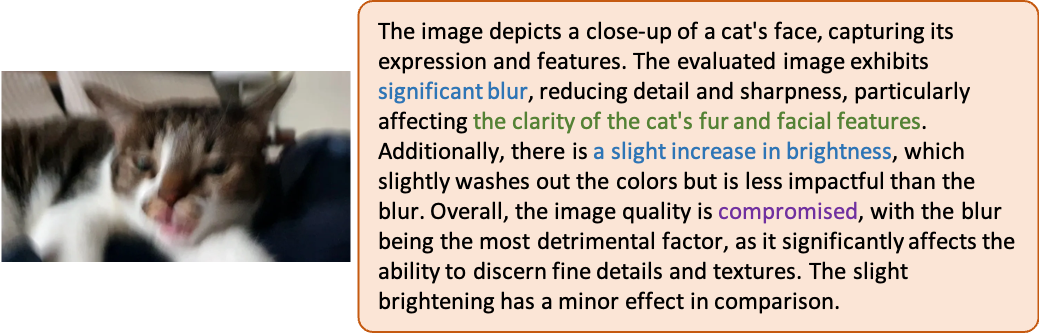 The image depicts a close-up of a cat's face, capturing its
expression and features. The evaluated image exhibits
significant blur, reducing detail and sharpness, particularly
affecting the clarity of the cat's fur and facial features.
Additionally, there is a slight increase in brightness, which
slightly washes out the colors but is less impactful than the
blur. Overall, the image quality is compromised, with the blur
being the most detrimental factor, as it significantly affects the
ability to discern fine details and textures. The slight
brightening has a minor effect in comparison.